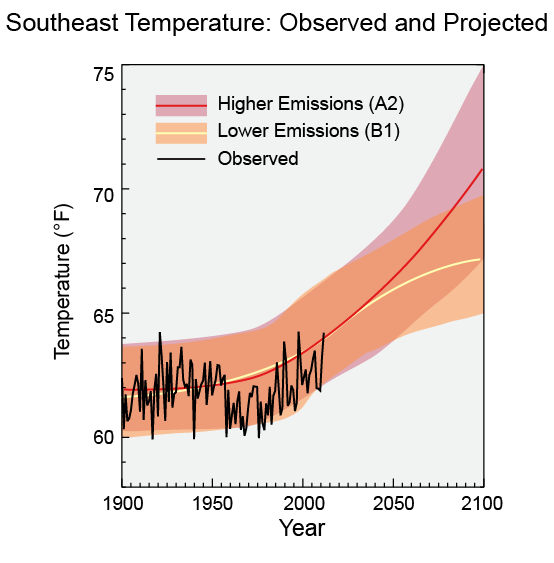 Southeast Temperature: Observed and Projected
75
70
65
60
Temperature (°F)
Higher Emissions (A2)
Lower Emissions (B1)
Observed
1900 1950 2000 2050 2100
Year